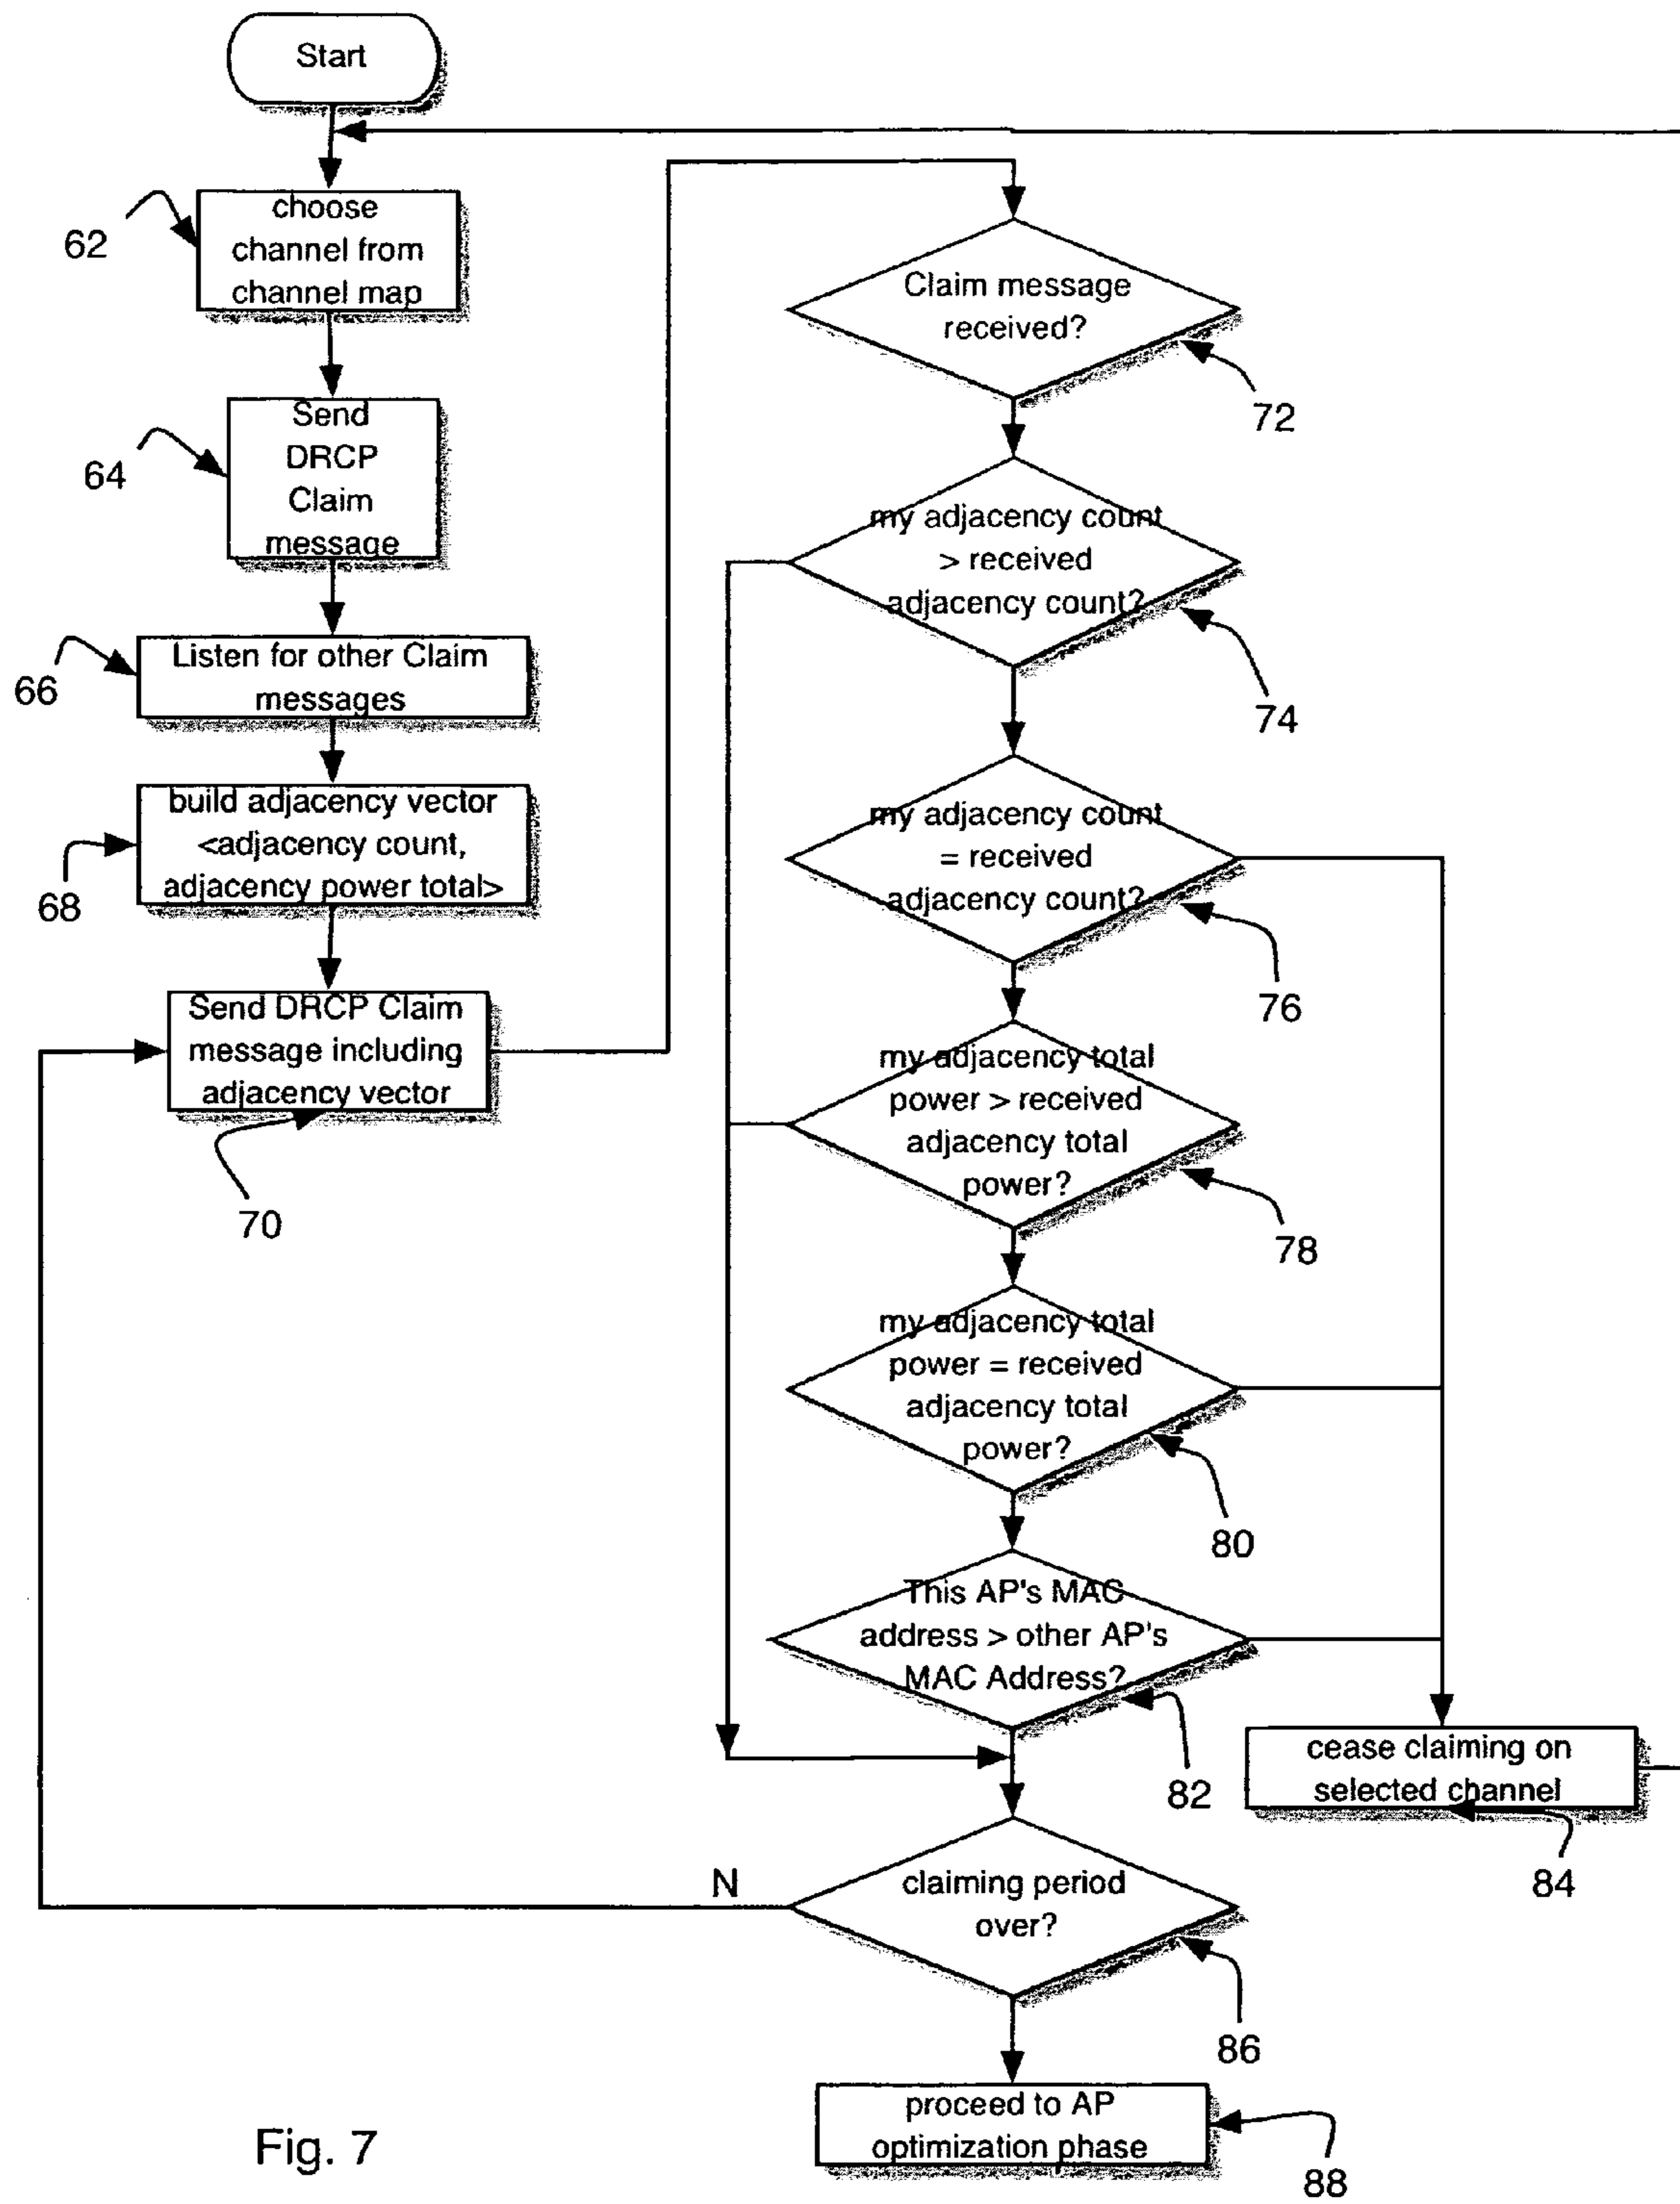 Start
62
choose
channel from
channel map
64
Send
DRCP
Claim
message
66
Listen for other Claim
messages
68
build adjacency vector
<adjacency count,
adjacency power total>
Send DRCP Claim
message including
adjacency vector
70
Claim message
received?
72
my adjacency count
> received
adjacency count?
74
my adjacency count
= received
adjacency count?
76
my adjacency total
power > received
adjacency total
power?
78
my adjacency total
power = received
adjacency total
power?
80
This AP's MAC
address > other AP's
MAC Address?
82
cease claiming on
selected channel
84
N
claiming period
over?
86
proceed to AP
optimization phase
88
Fig. 7